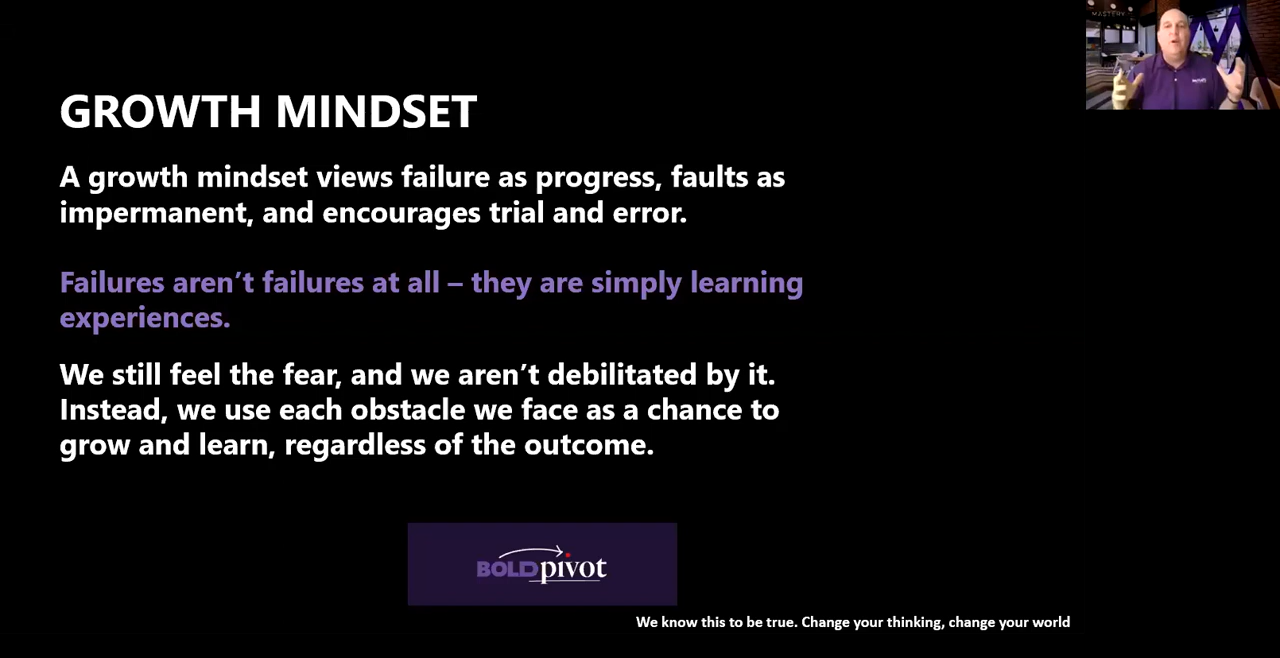 MASTERY
GROWTH MINDSET
A growth mindset views failure as progress, faults as
impermanent, and encourages trial and error.
Failures aren’t failures at all – they are simply learning
experiences.
We still feel the fear, and we aren’t debilitated by it.
Instead, we use each obstacle we face as a chance to
grow and learn, regardless of the outcome.
BOLDpivot
We know this to be true. Change your thinking, change your world